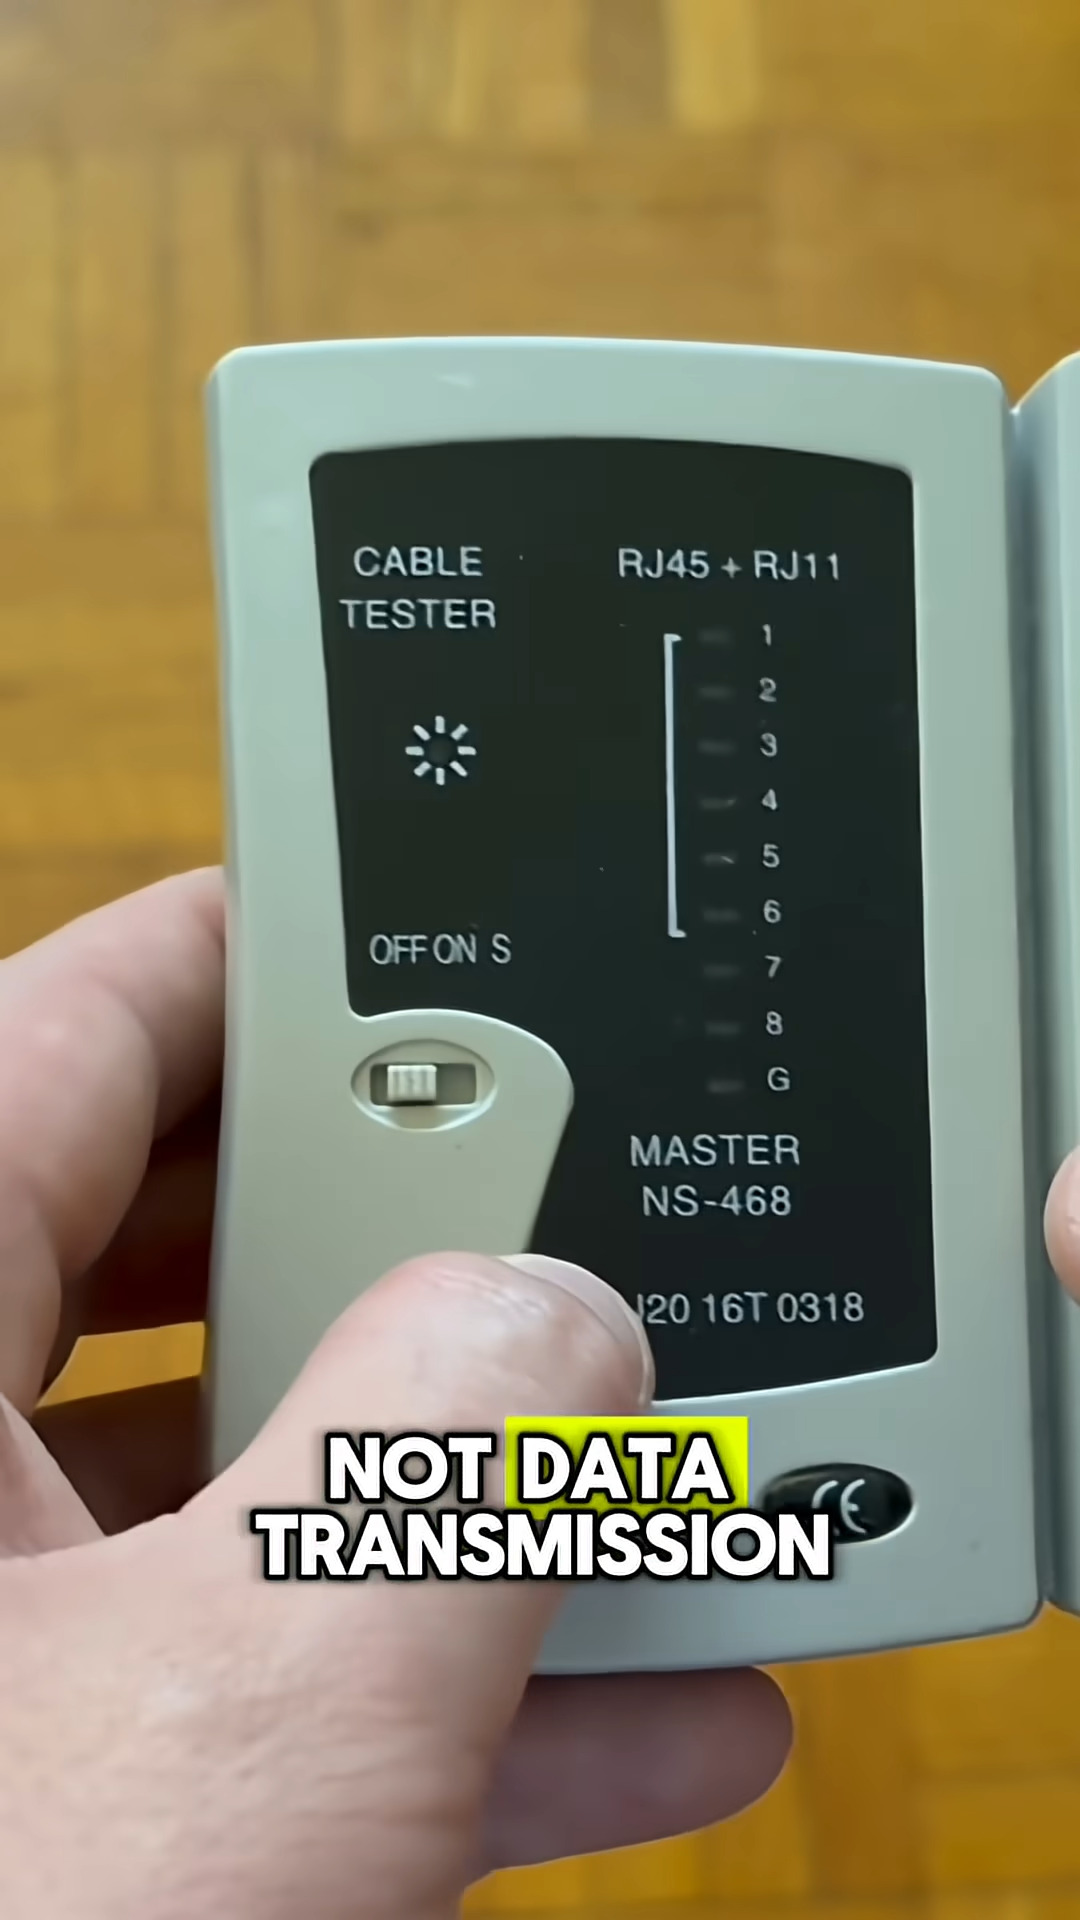 CABLE
TESTER
OFF ON S
RJ45 + RJ11
1
2
3
4
5
6
7
8
G
MASTER
NS-468
J20 16T 0318
CE
NOT DATA
TRANSMISSION